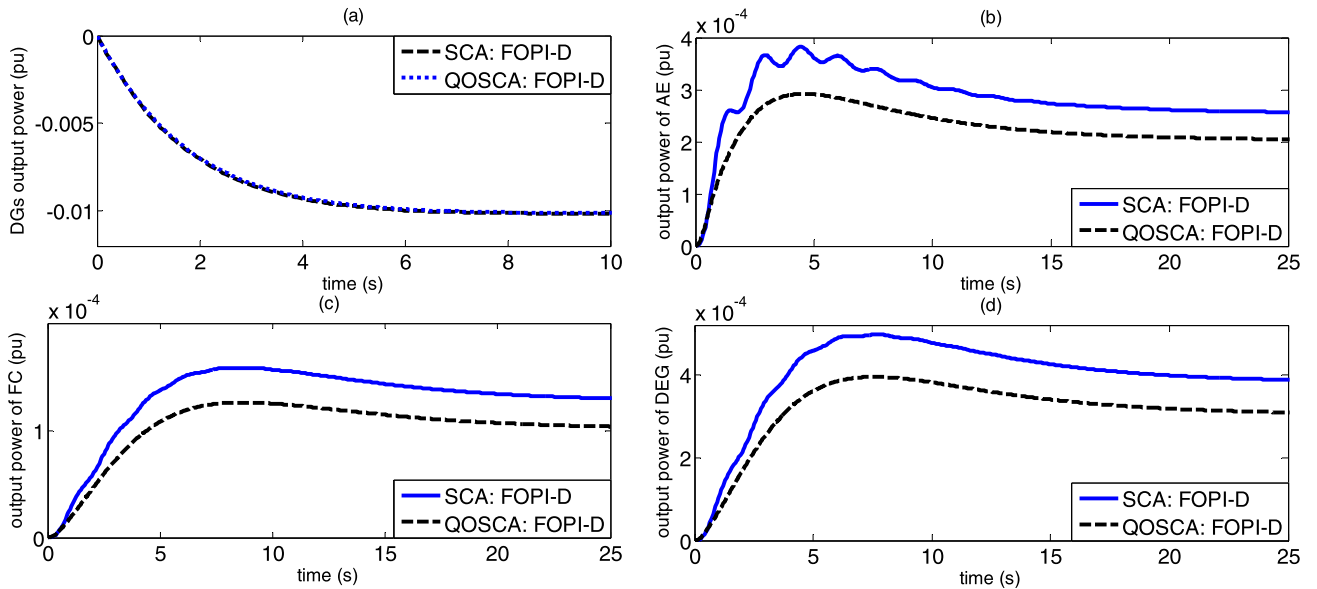 (a)
DGs output power (pu)
0
-0.005
-0.01
0 2 4 6 8 10
time (s)
SCA: FOPI-D
QOSCA: FOPI-D
(b)
x 10^-4
output power of AE (pu)
4
3
2
1
0
0 5 10 15 20 25
time (s)
SCA: FOPI-D
QOSCA: FOPI-D
(c)
x 10^-4
output power of FC (pu)
1
0
0 5 10 15 20 25
time (s)
SCA: FOPI-D
QOSCA: FOPI-D
(d)
x 10^-4
output power of DEG (pu)
4
2
0
0 5 10 15 20 25
time (s)
SCA: FOPI-D
QOSCA: FOPI-D